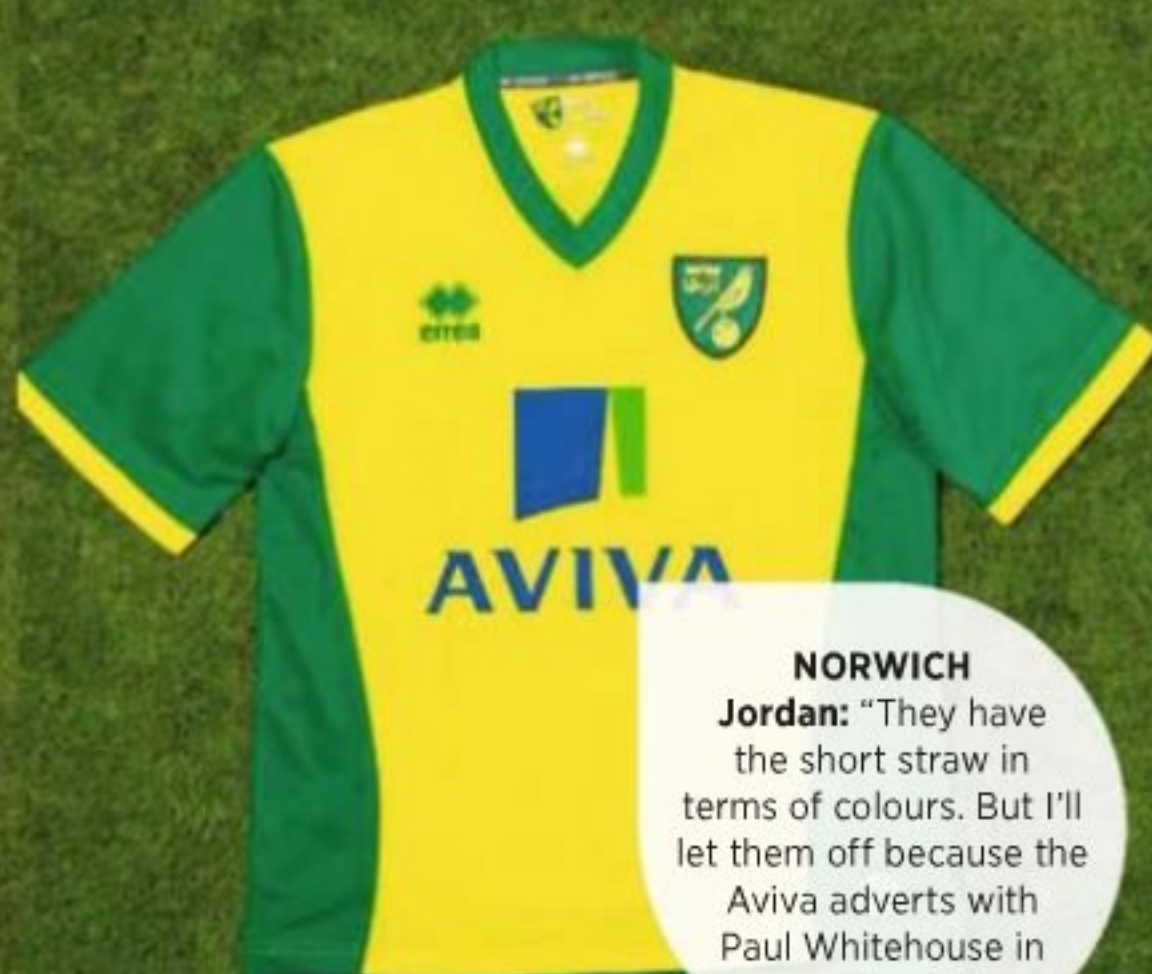 errea
AVIVA
NORWICH
Jordan: “They have
the short straw in
terms of colours. But I’ll
let them off because the
Aviva adverts with
Paul Whitehouse in